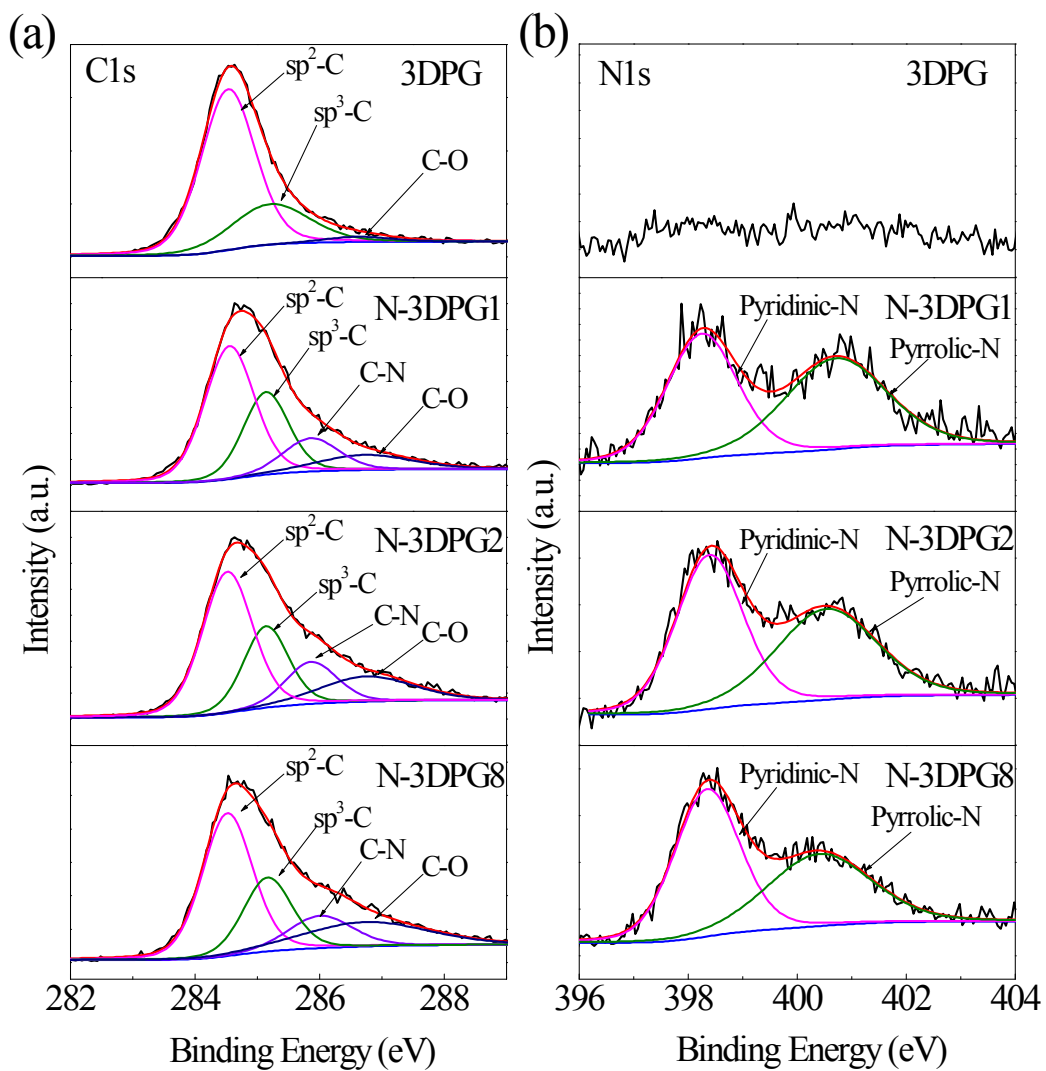 (a)
C1s
3DPG
sp²-C
sp³-C
C-O
N-3DPG1
sp²-C
sp³-C
C-N
C-O
N-3DPG2
sp²-C
sp³-C
C-N
C-O
N-3DPG8
sp²-C
sp³-C
C-N
C-O
Intensity (a.u.)
282 284 286 288
Binding Energy (eV)
(b)
N1s
3DPG
N-3DPG1
Pyridinic-N
Pyrrolic-N
N-3DPG2
Pyridinic-N
Pyrrolic-N
N-3DPG8
Pyridinic-N
Pyrrolic-N
Intensity (a.u.)
396 398 400 402 404
Binding Energy (eV)